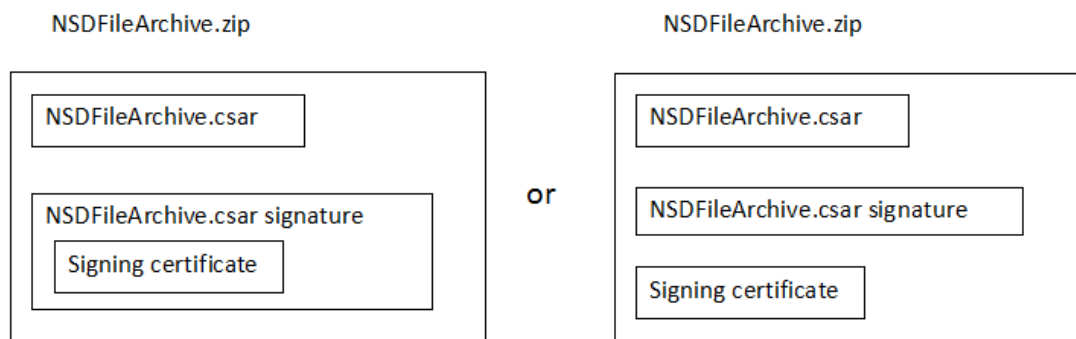 NSDFileArchive.zip
NSDFileArchive.csar
NSDFileArchive.csar signature
Signing certificate
or
NSDFileArchive.zip
NSDFileArchive.csar
NSDFileArchive.csar signature
Signing certificate